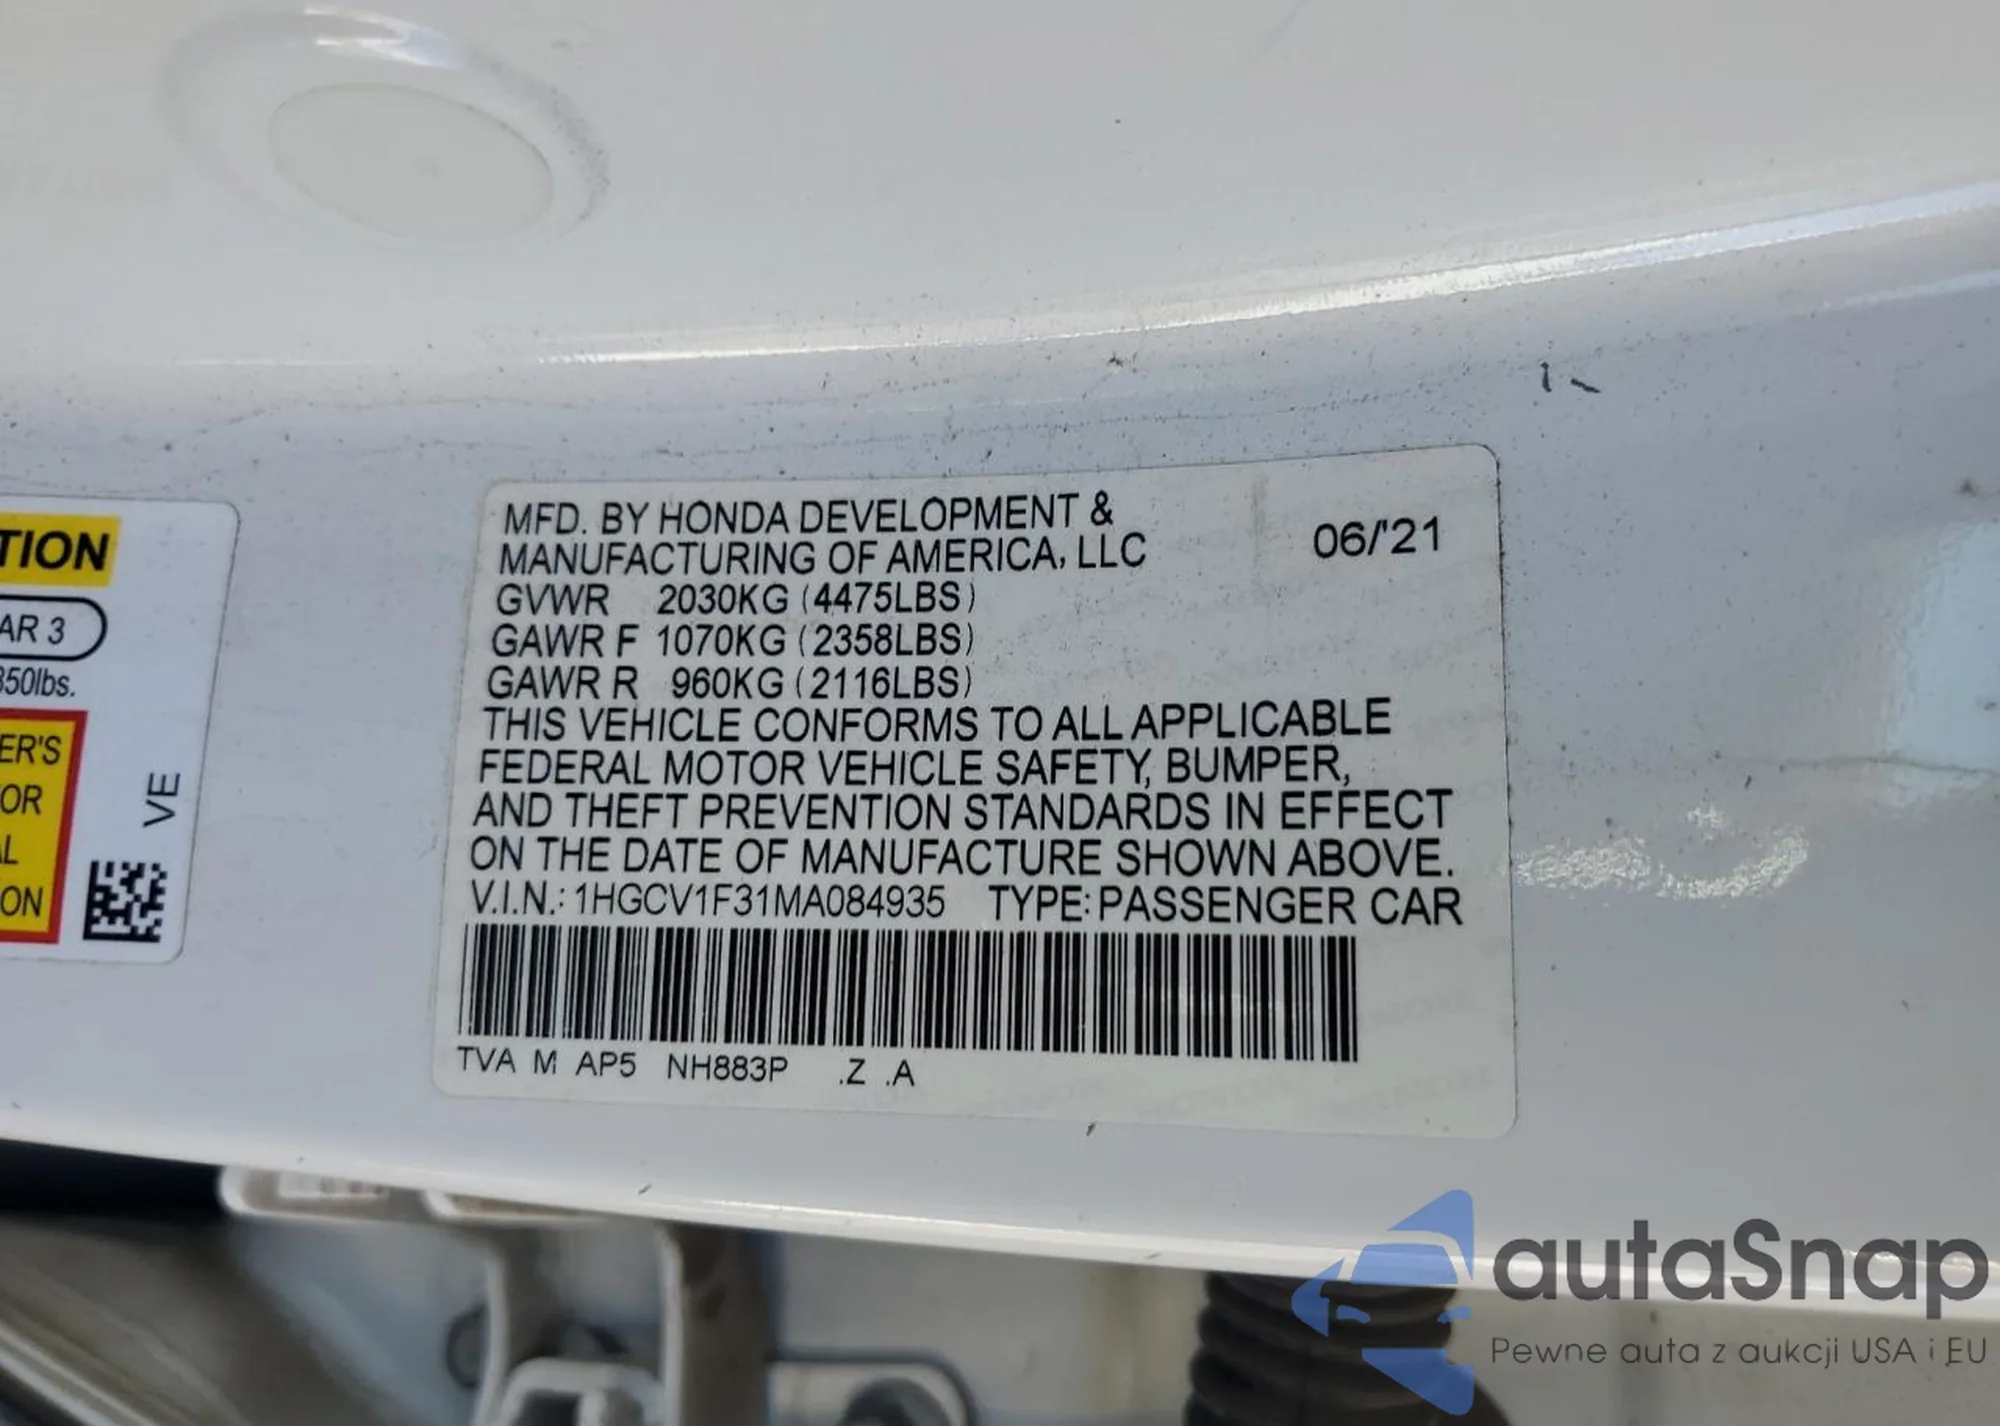 TION
AR 3
350lbs.
ER'S
OR
AL
ON
VE
MFD. BY HONDA DEVELOPMENT &
MANUFACTURING OF AMERICA, LLC
06/'21
GVWR 2030KG (4475LBS)
GAWR F 1070KG (2358LBS)
GAWR R 960KG (2116LBS)
THIS VEHICLE CONFORMS TO ALL APPLICABLE
FEDERAL MOTOR VEHICLE SAFETY, BUMPER,
AND THEFT PREVENTION STANDARDS IN EFFECT
ON THE DATE OF MANUFACTURE SHOWN ABOVE.
V.I.N.: 1HGCV1F31MA084935 TYPE: PASSENGER CAR
TVA M AP5 NH883P .Z .A
autaSnap
Pewne auta z aukcji USA i EU